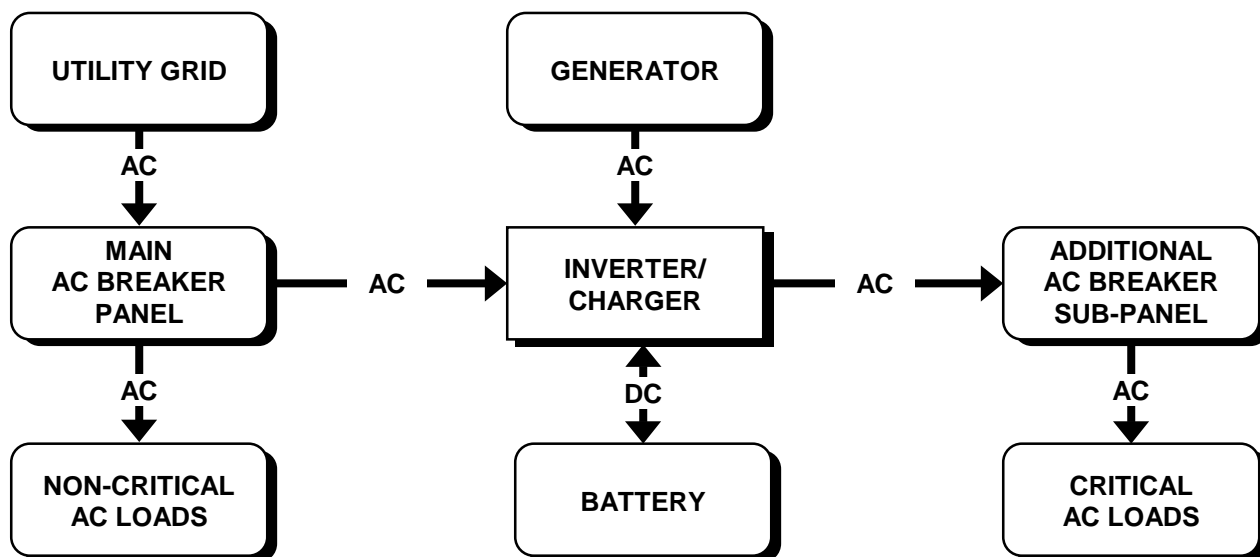 UTILITY GRID
GENERATOR
AC
AC
MAIN
AC BREAKER
PANEL
AC
INVERTER/
CHARGER
AC
ADDITIONAL
AC BREAKER
SUB-PANEL
AC
DC
AC
NON-CRITICAL
AC LOADS
BATTERY
CRITICAL
AC LOADS